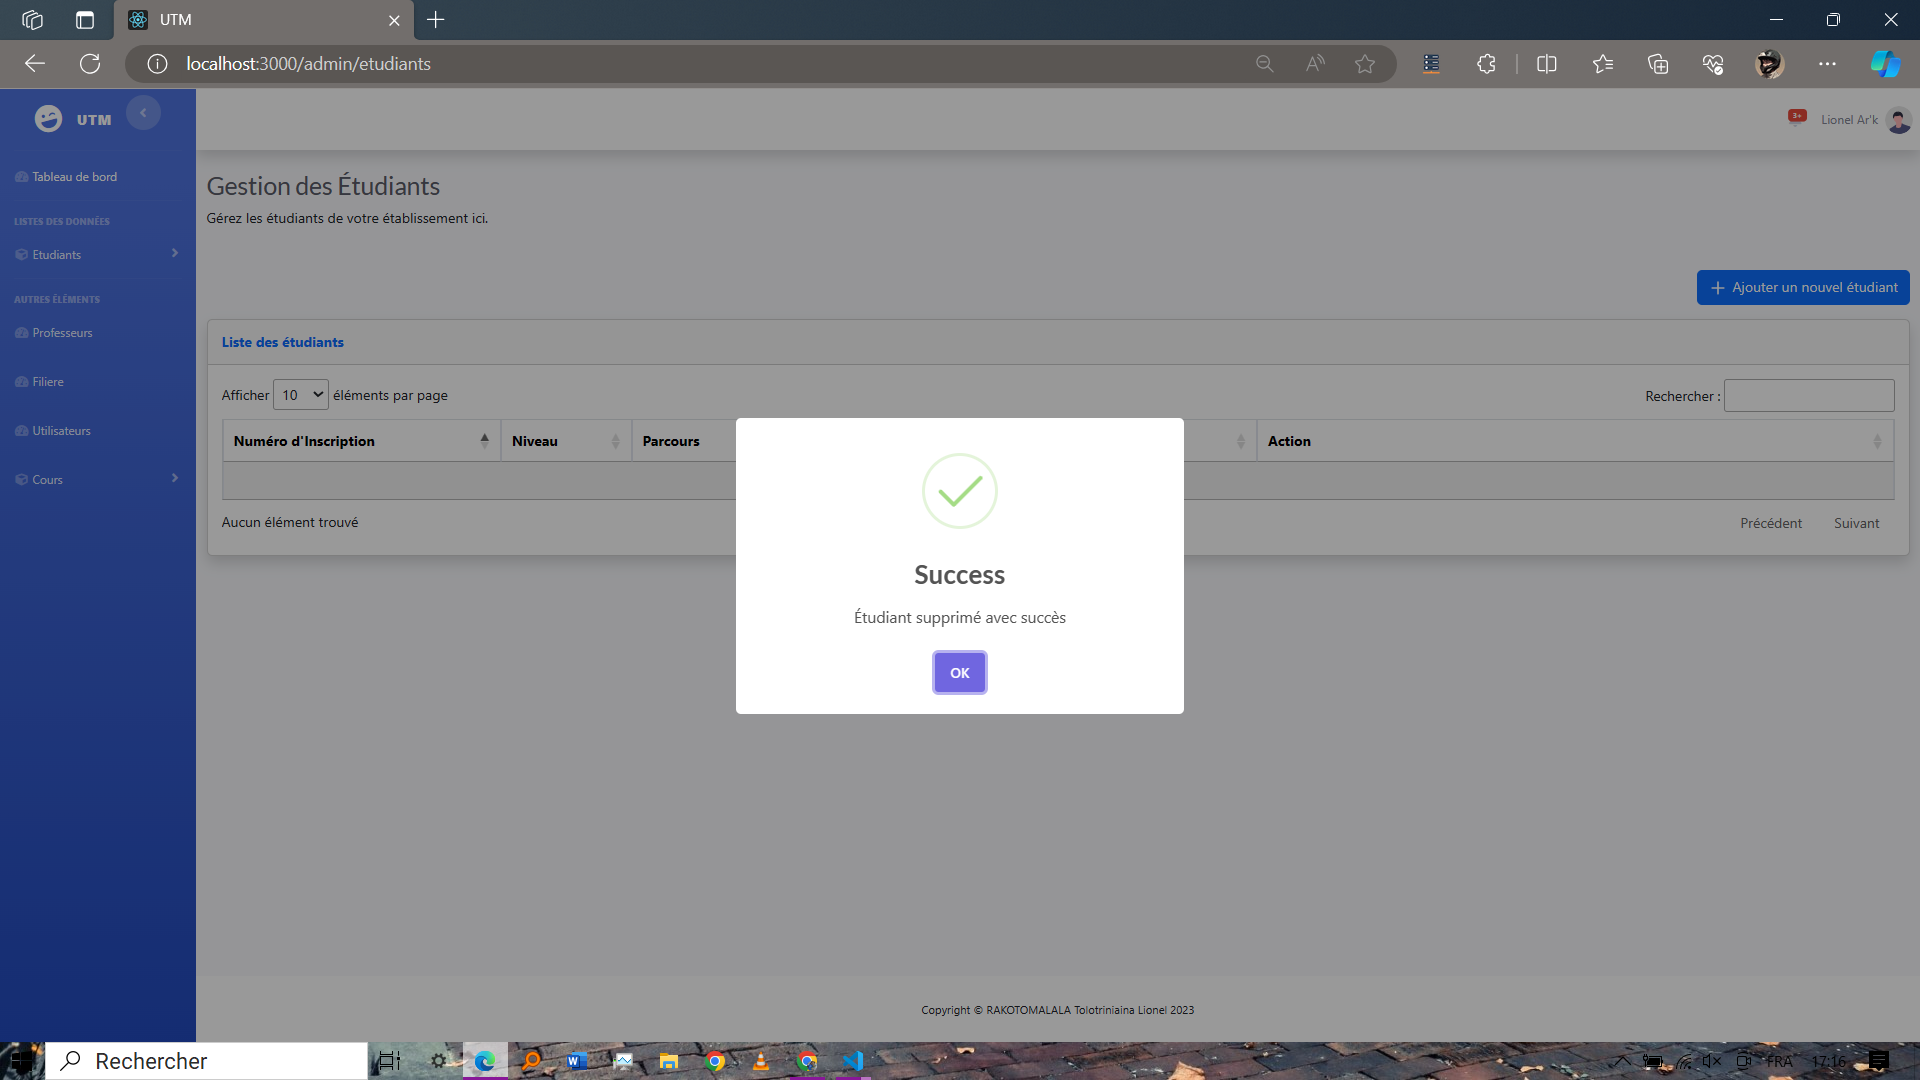 UTM
localhost:3000/admin/etudiants
UTM
3+
Lionel Ar'k
Tableau de bord
LISTES DES DONNÉES
Etudiants
AUTRES ÉLÉMENTS
Professeurs
Filiere
Utilisateurs
Cours
Gestion des Étudiants
Gérez les étudiants de votre établissement ici.
Ajouter un nouvel étudiant
Liste des étudiants
Afficher 10 éléments par page
Rechercher :
Numéro d'Inscription Niveau Parcours Action
Aucun élément trouvé
Précédent Suivant
Success
Étudiant supprimé avec succès
OK
Copyright © RAKOTOMALALA Tolotriniaina Lionel 2023
Rechercher
FRA
17:16